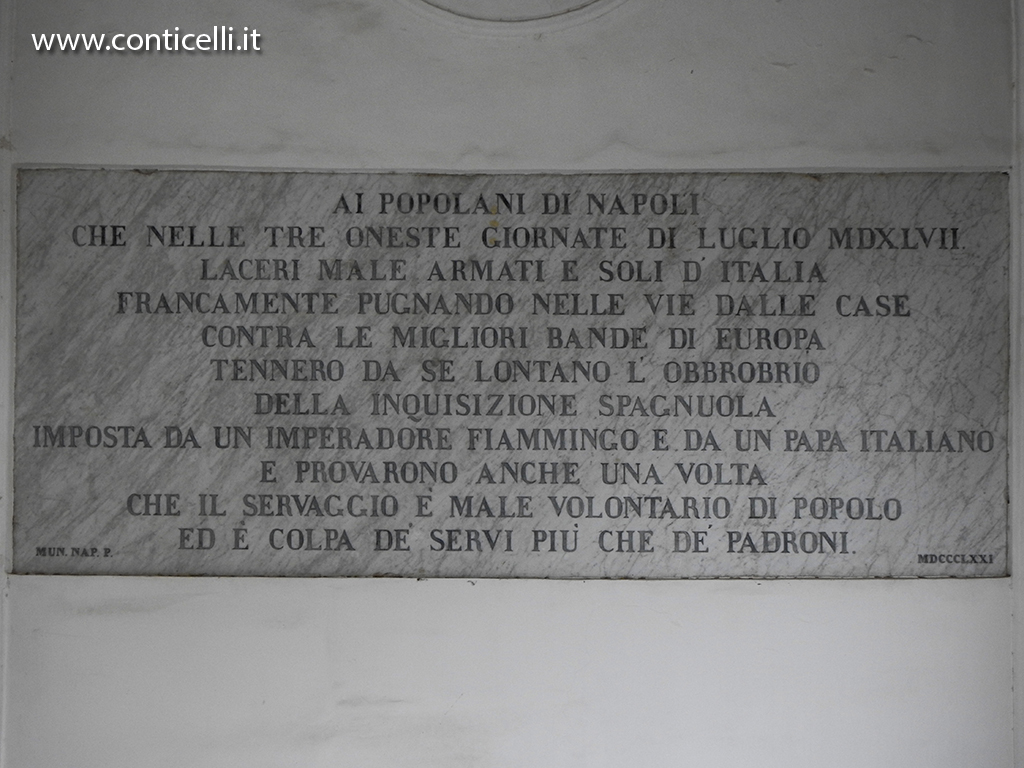 www.conticelli.it
AI POPOLANI DI NAPOLI
CHE NELLE TRE ONESTE GIORNATE DI LUGLIO MDXLVII.
LACERI MALE ARMATI E SOLI D' ITALIA
FRANCAMENTE PUGNANDO NELLE VIE DALLE CASE
CONTRA LE MIGLIORI BANDE DI EUROPA
TENNERO DA SE LONTANO L' OBBROBRIO
DELLA INQUISIZIONE SPAGNUOLA
IMPOSTA DA UN IMPERADORE FIAMMINGO E DA UN PAPA ITALIANO
E PROVARONO ANCHE UNA VOLTA
CHE IL SERVAGGIO È MALE VOLONTARIO DI POPOLO
ED È COLPA DE' SERVI PIÙ CHE DE' PADRONI.
MUN. NAP. P.
MDCCCLXXI